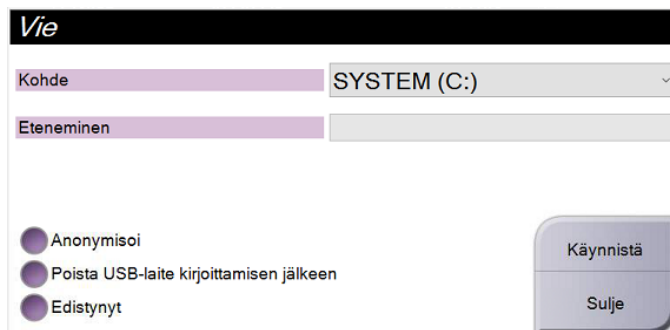 Vie
Kohde
SYSTEM (C:)
Eteneminen
Anonymisoi
Poista USB-laite kirjoittamisen jälkeen
Edistynyt
Käynnistä
Sulje